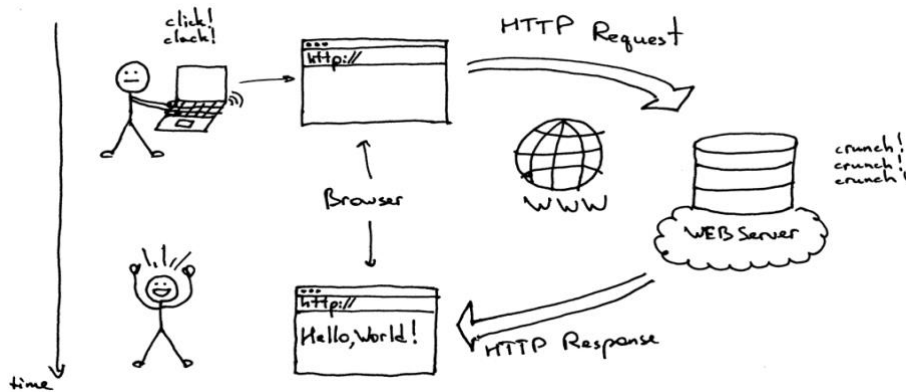 click!
clack!
http://
HTTP Request
crunch!
crunch!
crunch!
Browser
WWW
WEB Server
http://
Hello, World!
HTTP Response
time